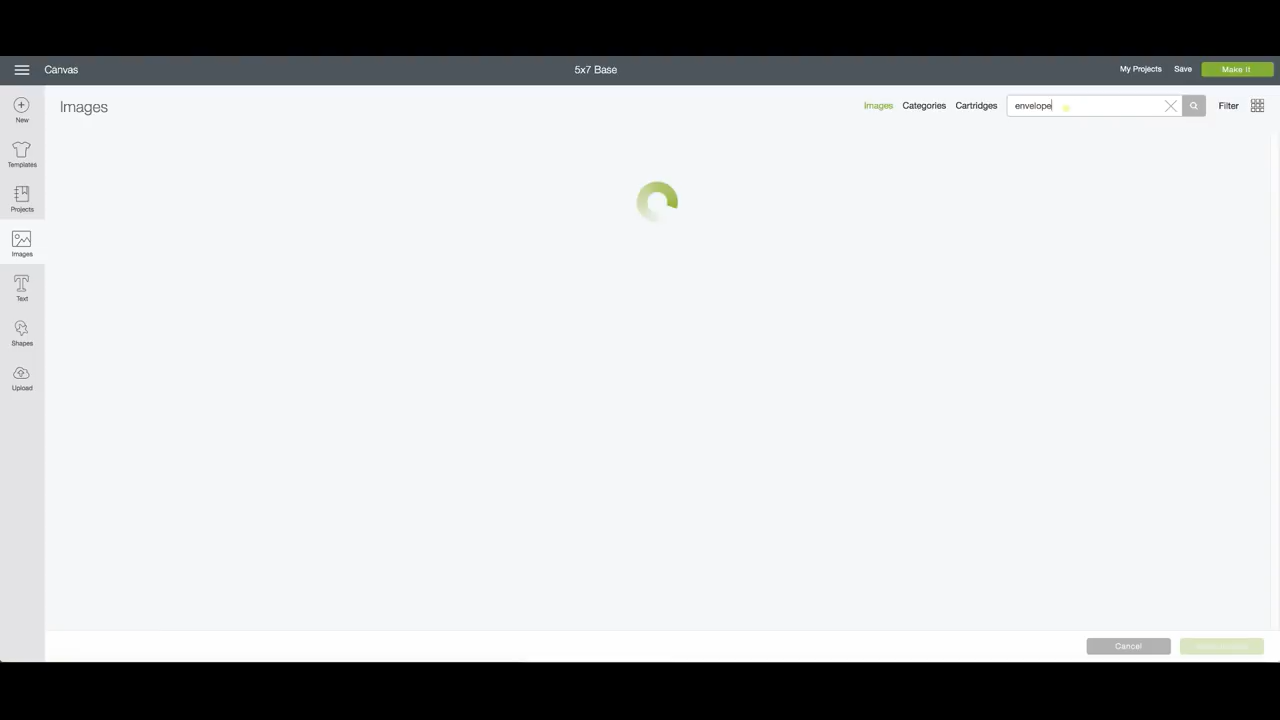 Canvas
5x7 Base
My Projects
Save
Make It
New
Templates
Projects
Images
Text
Shapes
Upload
Images
Images
Categories
Cartridges
envelope
Filter
Cancel